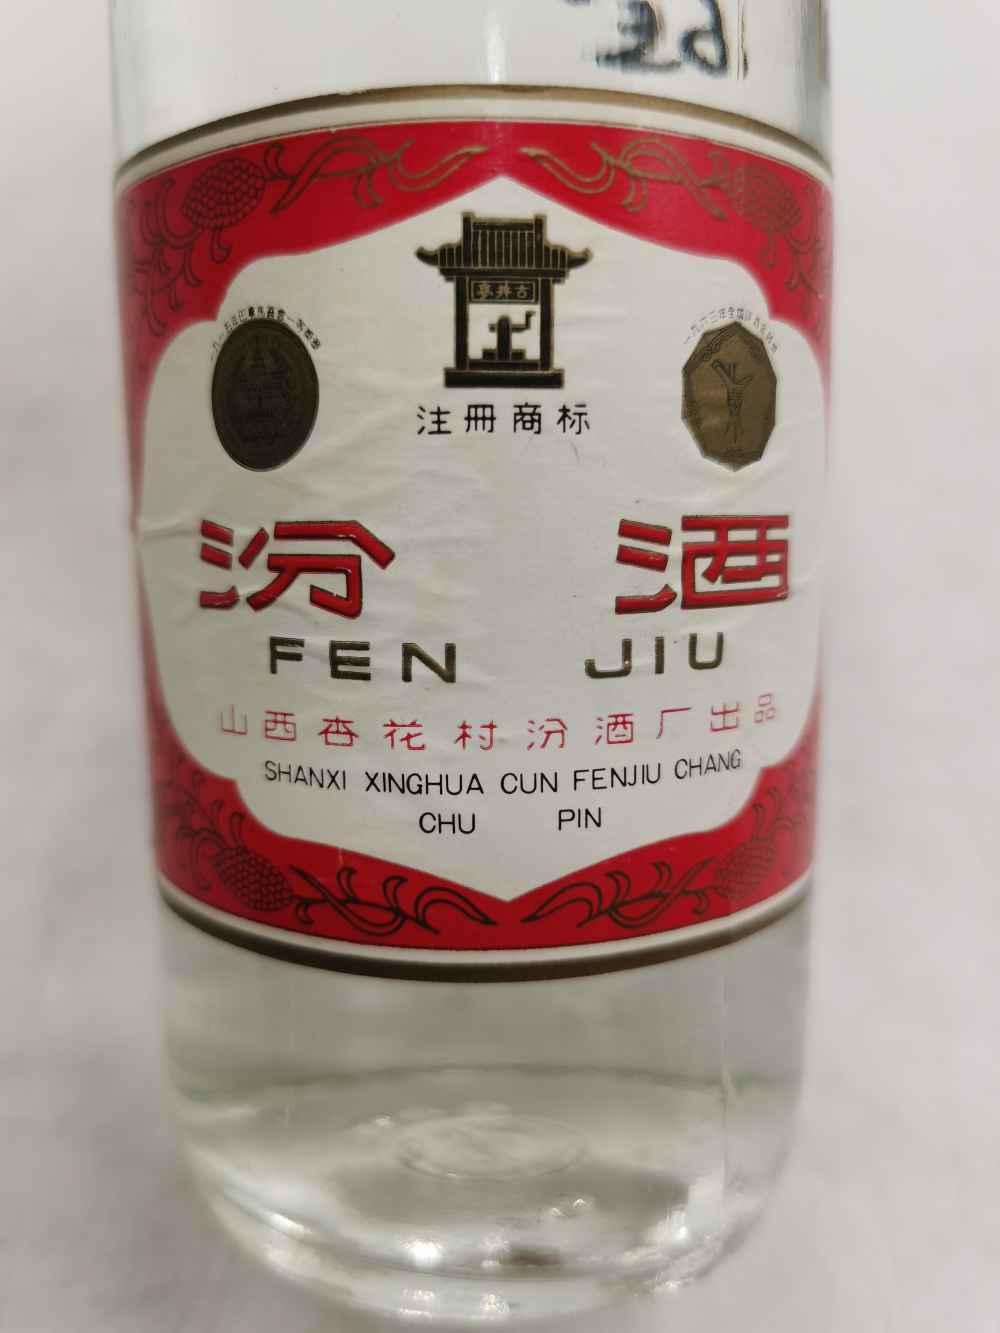 古井亭
注册商标
汾 酒
FEN JIU
山西杏花村汾酒厂出品
SHANXI XINGHUA CUN FENJIU CHANG
CHU PIN